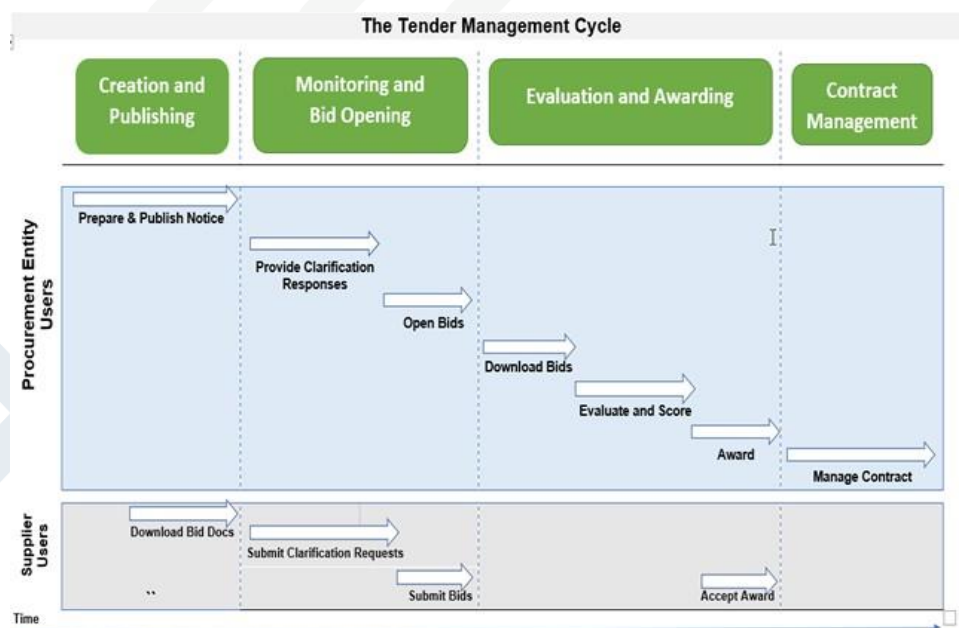 The Tender Management Cycle
Creation and
Publishing
Monitoring and
Bid Opening
Evaluation and Awarding
Contract
Management
Procurement Entity
Users
Prepare & Publish Notice
Provide Clarification
Responses
Open Bids
Download Bids
Evaluate and Score
Award
Manage Contract
Supplier
Users
Download Bid Docs
Submit Clarification Requests
Submit Bids
Accept Award
Time